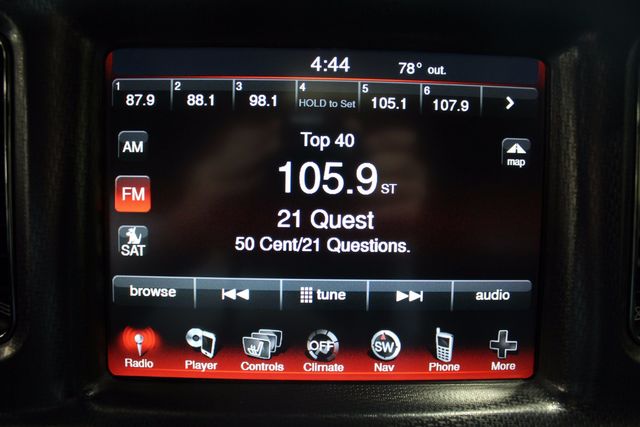 4:44 78° out.
1 2 3 4 5 6
87.9 88.1 98.1 HOLD to Set 105.1 107.9
Top 40
AM
map
105.9 ST
FM
21 Quest
SAT
50 Cent/21 Questions.
browse tune audio
OFF SW
Radio Player Controls Climate Nav Phone More